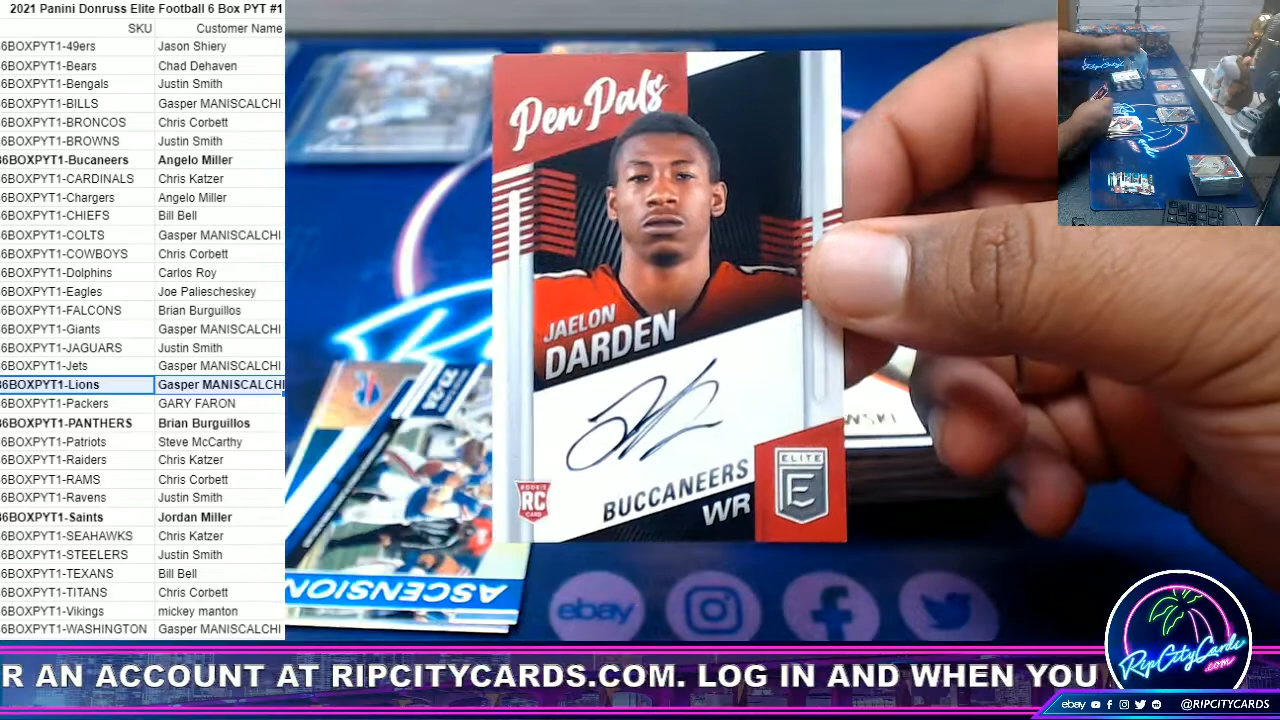 2021 Panini Donruss Elite Football 6 Box PYT #1
SKU Customer Name
6BOXPYT1-49ers Jason Shiery
6BOXPYT1-Bears Chad Dehaven
6BOXPYT1-Bengals Justin Smith
6BOXPYT1-BILLS Gasper MANISCALCHI
6BOXPYT1-BRONCOS Chris Corbett
6BOXPYT1-BROWNS Justin Smith
6BOXPYT1-Bucaneers Angelo Miller
6BOXPYT1-CARDINALS Chris Katzer
6BOXPYT1-Chargers Angelo Miller
6BOXPYT1-CHIEFS Bill Bell
6BOXPYT1-COLTS Gasper MANISCALCHI
6BOXPYT1-COWBOYS Chris Corbett
6BOXPYT1-Dolphins Carlos Roy
6BOXPYT1-Eagles Joe Paliescheskey
6BOXPYT1-FALCONS Brian Burguillos
6BOXPYT1-Giants Gasper MANISCALCHI
6BOXPYT1-JAGUARS Justin Smith
6BOXPYT1-Jets Gasper MANISCALCHI
6BOXPYT1-Lions Gasper MANISCALCHI
6BOXPYT1-Packers GARY FARON
6BOXPYT1-PANTHERS Brian Burguillos
6BOXPYT1-Patriots Steve McCarthy
6BOXPYT1-Raiders Chris Katzer
6BOXPYT1-RAMS Chris Corbett
6BOXPYT1-Ravens Justin Smith
6BOXPYT1-Saints Jordan Miller
6BOXPYT1-SEAHAWKS Chris Katzer
6BOXPYT1-STEELERS Justin Smith
6BOXPYT1-TEXANS Bill Bell
6BOXPYT1-TITANS Chris Corbett
6BOXPYT1-Vikings mickey manton
6BOXPYT1-WASHINGTON Gasper MANISCALCHI
Pen Pals
JAELON
DARDEN
BUCCANEERS
WR
ROOKIE
RC
CARD
ELITE
E
ASCENSION
ebay
R AN ACCOUNT AT RIPCITYCARDS.COM. LOG IN AND WHEN YOU
RipCityCards
.com
ebay @RIPCITYCARDS